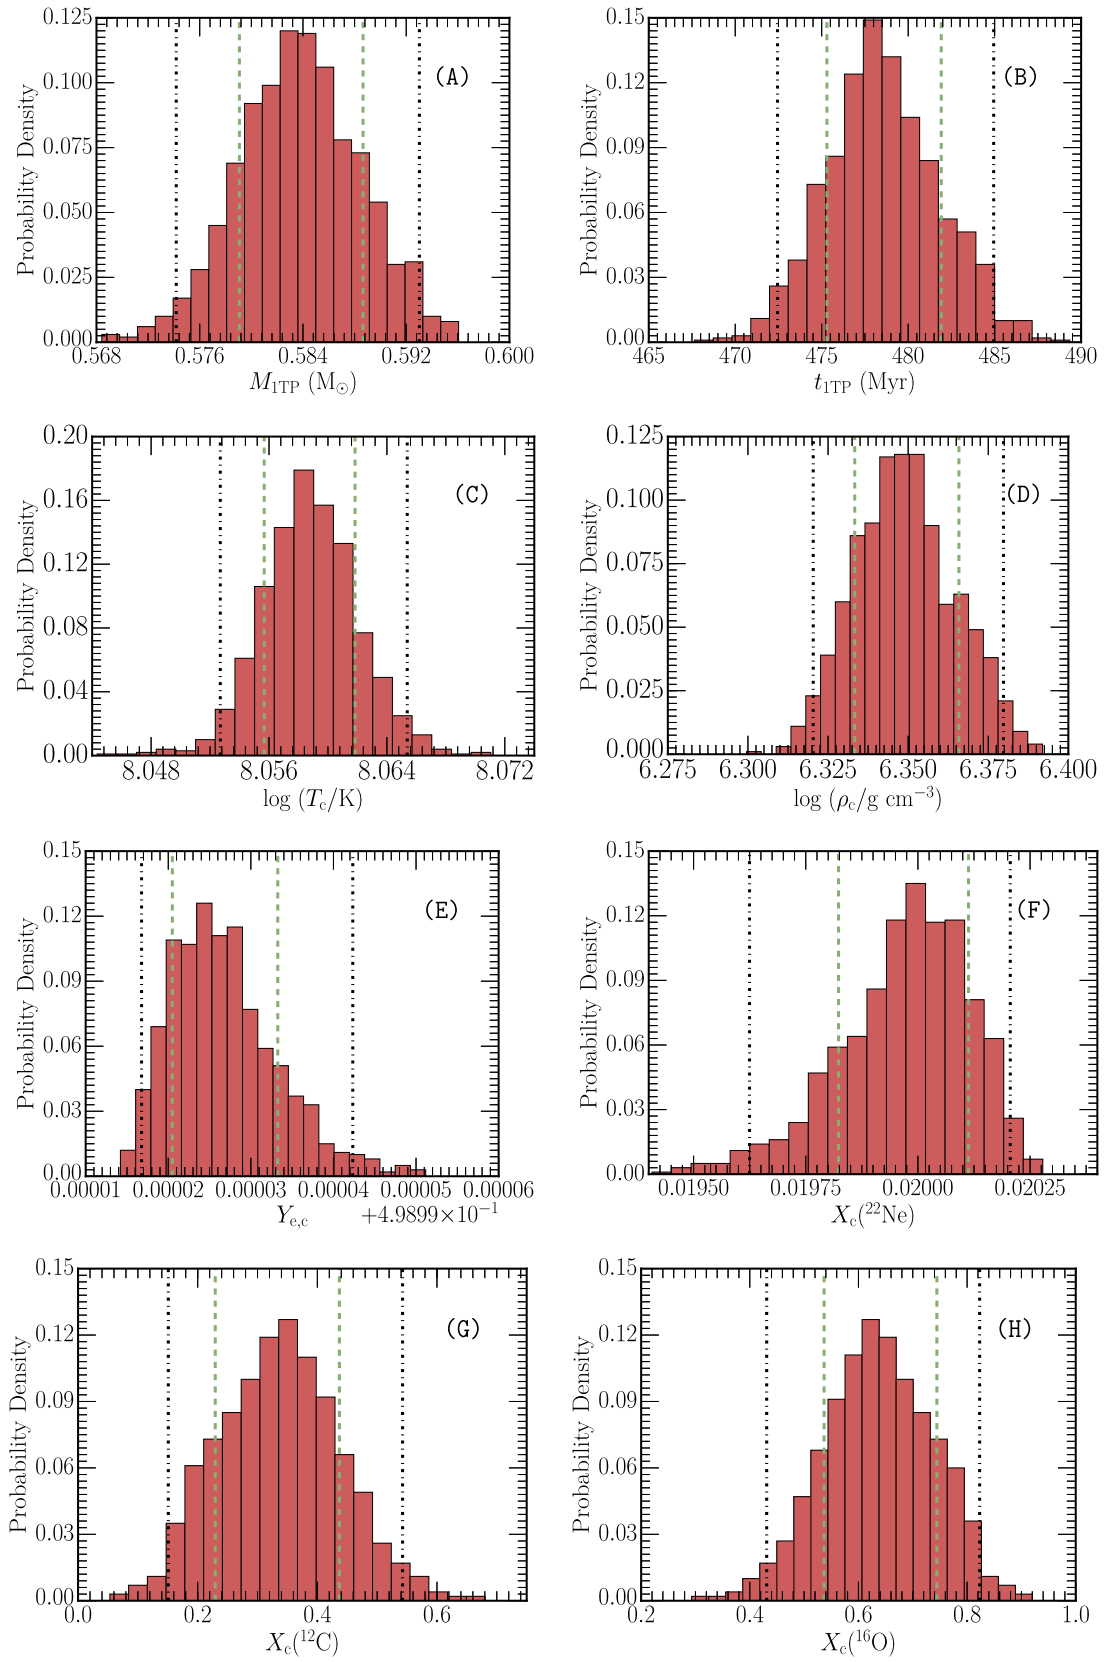 0.125
0.100
0.075
0.050
0.025
0.000
Probability Density
(A)
0.568 0.576 0.584 0.592 0.600
M1TP (M⊙)
0.15
0.12
0.09
0.06
0.03
0.00
Probability Density
(B)
465 470 475 480 485 490
t1TP (Myr)
0.20
0.16
0.12
0.08
0.04
0.00
Probability Density
(C)
8.048 8.056 8.064 8.072
log (Tc/K)
0.125
0.100
0.075
0.050
0.025
0.000
Probability Density
(D)
6.275 6.300 6.325 6.350 6.375 6.400
log (ρc/g cm−3)
0.15
0.12
0.09
0.06
0.03
0.00
Probability Density
(E)
0.00001 0.00002 0.00003 0.00004 0.00005 0.00006
Ye,c +4.9899×10−1
0.15
0.12
0.09
0.06
0.03
0.00
Probability Density
(F)
0.01950 0.01975 0.02000 0.02025
Xc(22Ne)
0.15
0.12
0.09
0.06
0.03
0.00
Probability Density
(G)
0.0 0.2 0.4 0.6
Xc(12C)
0.15
0.12
0.09
0.06
0.03
0.00
Probability Density
(H)
0.2 0.4 0.6 0.8 1.0
Xc(16O)